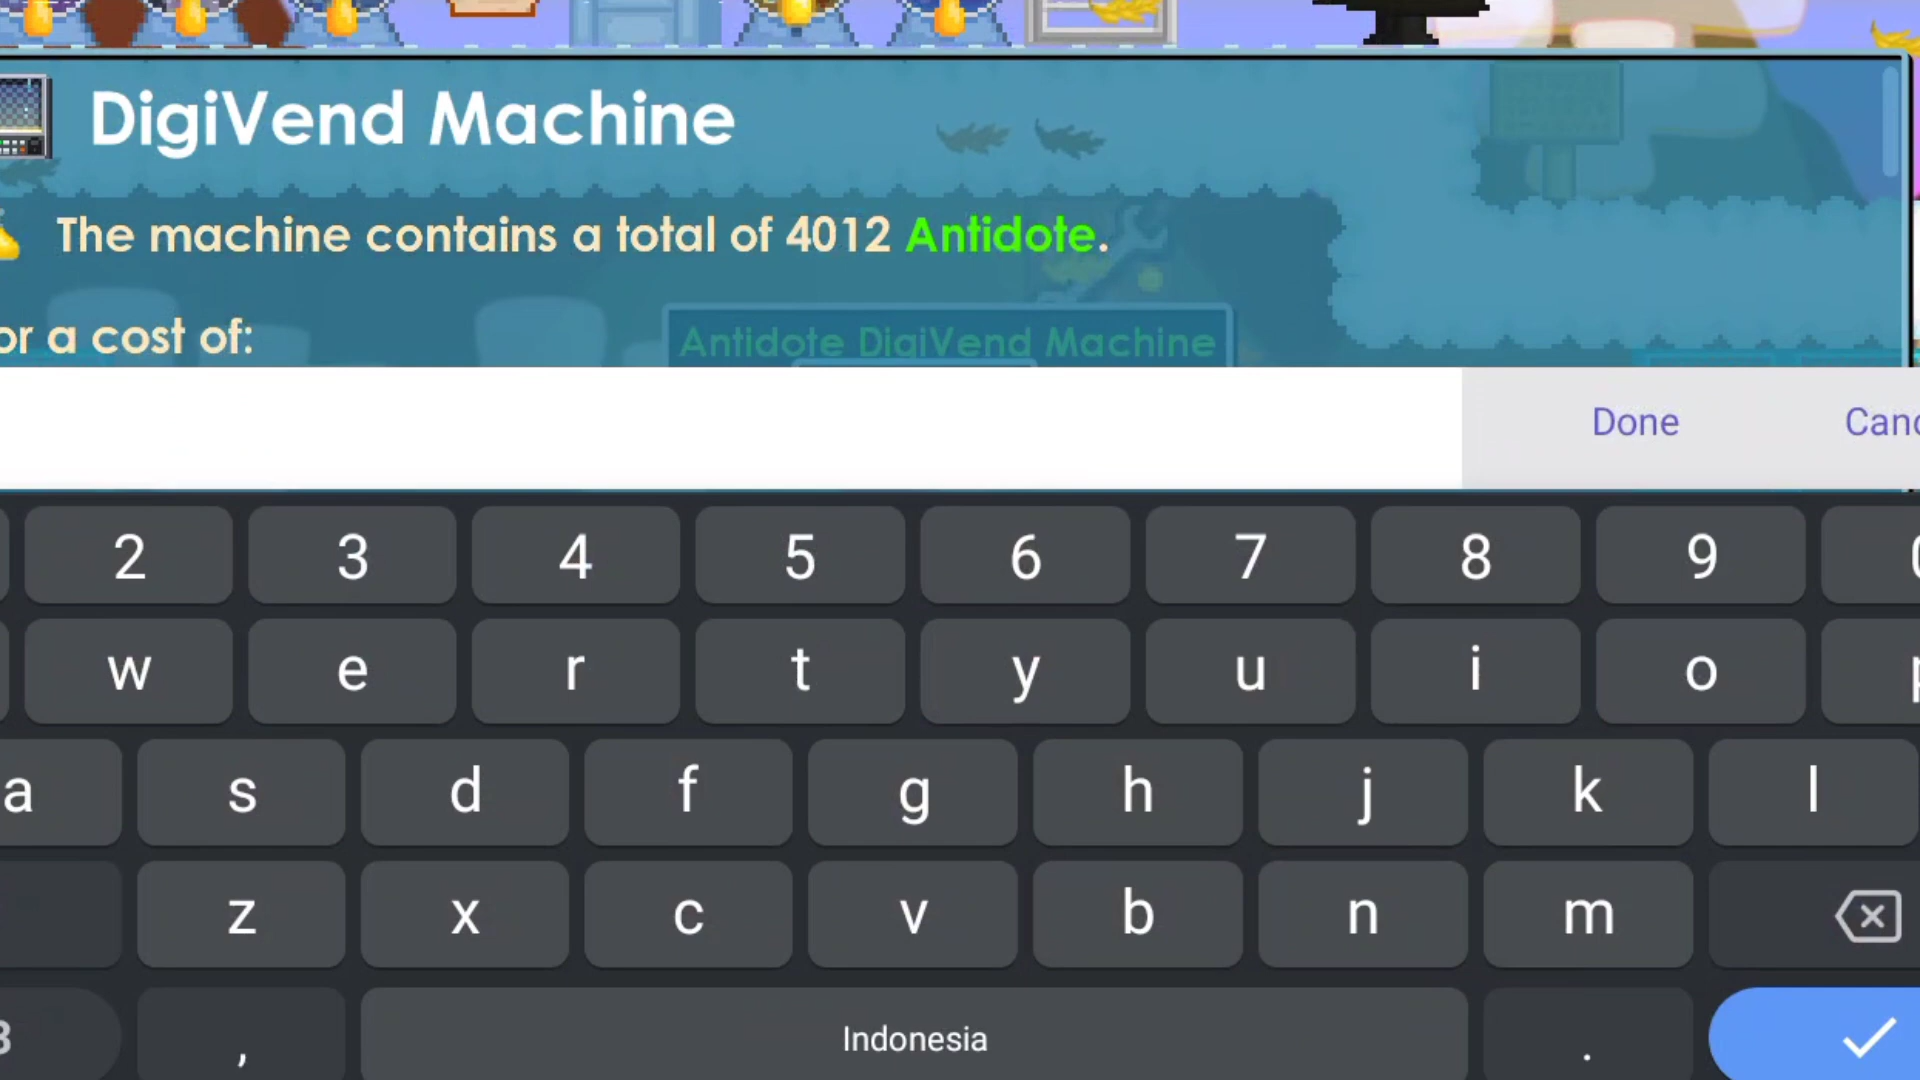 DigiVend Machine
The machine contains a total of 4012 Antidote.
or a cost of:
Antidote DigiVend Machine
Done Canc
2 3 4 5 6 7 8 9 0
w e r t y u i o p
a s d f g h j k l
z x c v b n m
, Indonesia .